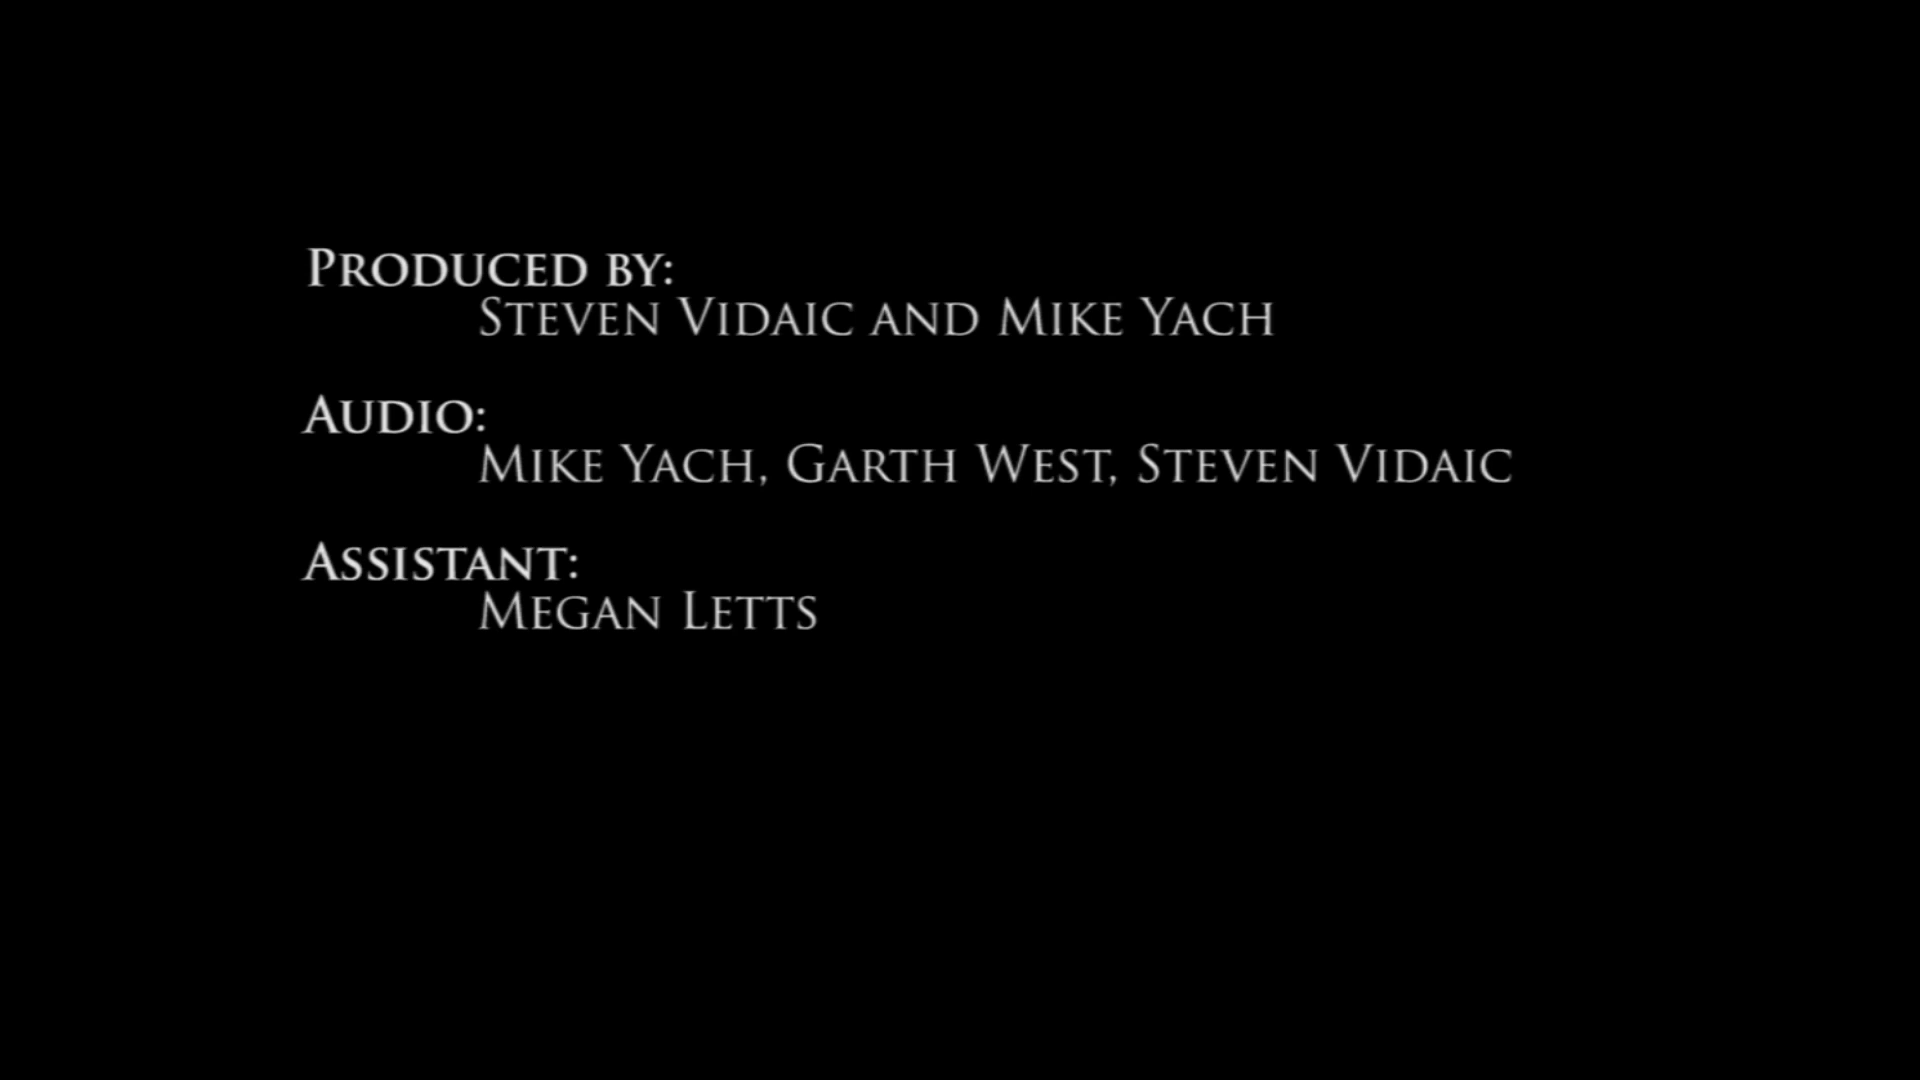 Produced by:
Steven Vidaic and Mike Yach
Audio:
Mike Yach, Garth West, Steven Vidaic
Assistant:
Megan Letts